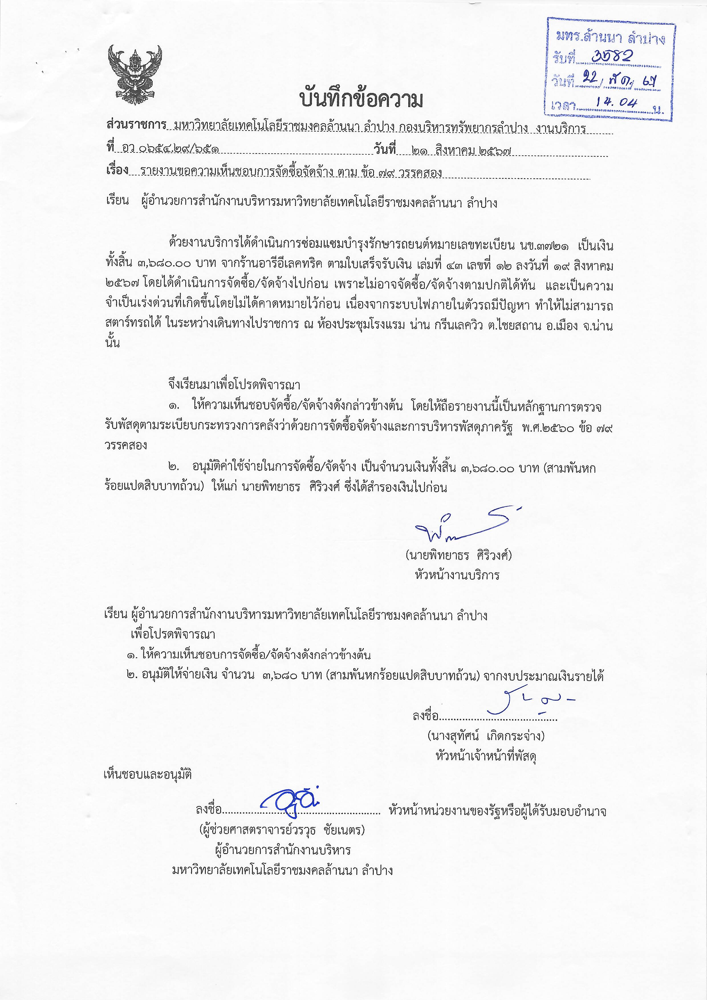 มทร.ล้านนา ลำปาง
รับที่ 3582
วันที่ 22 / / 67
เวลา 14.04 น.
บันทึกข้อความ
ส่วนราชการ มหาวิทยาลัยเทคโนโลยีราชมงคลล้านนา ลำปาง กองบริหารทรัพยากรลำปาง งานบริการ
ที่ อว ๐๖๕๔.๒๙/๖๕๑ วันที่ ๒๑ สิงหาคม ๒๕๖๗
เรื่อง รายงานขอความเห็นชอบการจัดซื้อจัดจ้าง ตาม ข้อ ๗๙ วรรคสอง
เรียน ผู้อำนวยการสำนักงานบริหารมหาวิทยาลัยเทคโนโลยีราชมงคลล้านนา ลำปาง
ด้วยงานบริการได้ดำเนินการซ่อมแซมบำรุงรักษารถยนต์หมายเลขทะเบียน นข.๓๗๒๑ เป็นเงิน
ทั้งสิ้น ๓,๖๘๐.๐๐ บาท จากร้านอารีอีเลคทริค ตามใบเสร็จรับเงิน เล่มที่ ๔๓ เลขที่ ๑๒ ลงวันที่ ๑๙ สิงหาคม
๒๕๖๗ โดยได้ดำเนินการจัดซื้อ/จัดจ้างไปก่อน เพราะไม่อาจจัดซื้อ/จัดจ้างตามปกติได้ทัน และเป็นความ
จำเป็นเร่งด่วนที่เกิดขึ้นโดยไม่ได้คาดหมายไว้ก่อน เนื่องจากระบบไฟภายในตัวรถมีปัญหา ทำให้ไม่สามารถ
สตาร์ทรถได้ ในระหว่างเดินทางไปราชการ ณ ห้องประชุมโรงแรม น่าน กรีนเลควิว ต.ไชยสถาน อ.เมือง จ.น่าน
นั้น
จึงเรียนมาเพื่อโปรดพิจารณา
๑. ให้ความเห็นชอบจัดซื้อ/จัดจ้างดังกล่าวข้างต้น โดยให้ถือรายงานนี้เป็นหลักฐานการตรวจ
รับพัสดุตามระเบียบกระทรวงการคลังว่าด้วยการจัดซื้อจัดจ้างและการบริหารพัสดุภาครัฐ พ.ศ.๒๕๖๐ ข้อ ๗๙
วรรคสอง
๒. อนุมัติค่าใช้จ่ายในการจัดซื้อ/จัดจ้าง เป็นจำนวนเงินทั้งสิ้น ๓,๖๘๐.๐๐ บาท (สามพันหก
ร้อยแปดสิบบาทถ้วน) ให้แก่ นายพิทยาธร ศิริวงศ์ ซึ่งได้สำรองเงินไปก่อน
(นายพิทยาธร ศิริวงศ์)
หัวหน้างานบริการ
เรียน ผู้อำนวยการสำนักงานบริหารมหาวิทยาลัยเทคโนโลยีราชมงคลล้านนา ลำปาง
เพื่อโปรดพิจารณา
๑. ให้ความเห็นชอบการจัดซื้อ/จัดจ้างดังกล่าวข้างต้น
๒. อนุมัติให้จ่ายเงิน จำนวน ๓,๖๘๐ บาท (สามพันหกร้อยแปดสิบบาทถ้วน) จากงบประมาณเงินรายได้
ลงชื่อ
(นางสุทัศน์ เกิดกระจ่าง)
หัวหน้าเจ้าหน้าที่พัสดุ
เห็นชอบและอนุมัติ
ลงชื่อ หัวหน้าหน่วยงานของรัฐหรือผู้ได้รับมอบอำนาจ
(ผู้ช่วยศาสตราจารย์วรวุธ ชัยเนตร)
ผู้อำนวยการสำนักงานบริหาร
มหาวิทยาลัยเทคโนโลยีราชมงคลล้านนา ลำปาง